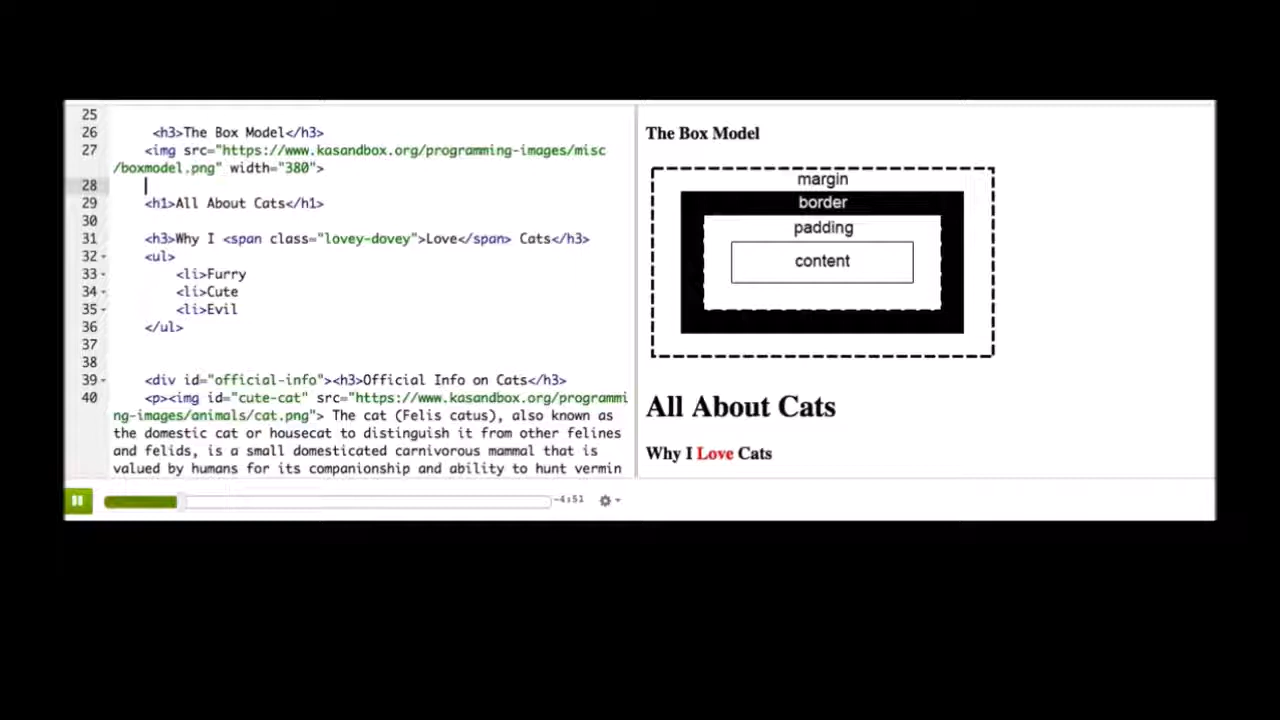 25
26 <h3>The Box Model</h3>
27 <img src="https://www.kasandbox.org/programming-images/misc
/boxmodel.png" width="380">
28
29 <h1>All About Cats</h1>
30
31 <h3>Why I <span class="lovey-dovey">Love</span> Cats</h3>
32 <ul>
33 <li>Furry
34 <li>Cute
35 <li>Evil
36 </ul>
37
38
39 <div id="official-info"><h3>Official Info on Cats</h3>
40 <p><img id="cute-cat" src="https://www.kasandbox.org/programmi
ng-images/animals/cat.png"> The cat (Felis catus), also known as
the domestic cat or housecat to distinguish it from other felines
and felids, is a small domesticated carnivorous mammal that is
valued by humans for its companionship and ability to hunt vermin
-4:51
The Box Model
margin
border
padding
content
All About Cats
Why I Love Cats